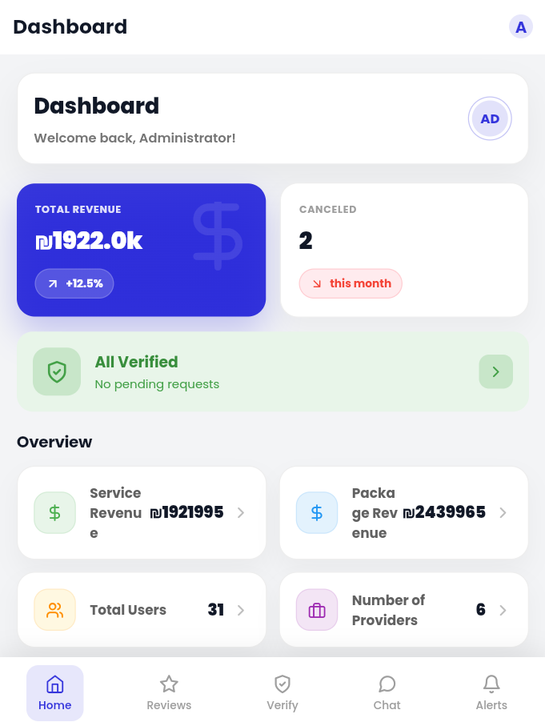 Dashboard
A
Dashboard
Welcome back, Administrator!
AD
TOTAL REVENUE
₪1922.0k
+12.5%
CANCELED
2
this month
All Verified
No pending requests
Overview
Service
Revenu
e
₪1921995
Packa
ge Rev
enue
₪2439965
Total Users
31
Number of
Providers
6
Home
Reviews
Verify
Chat
Alerts